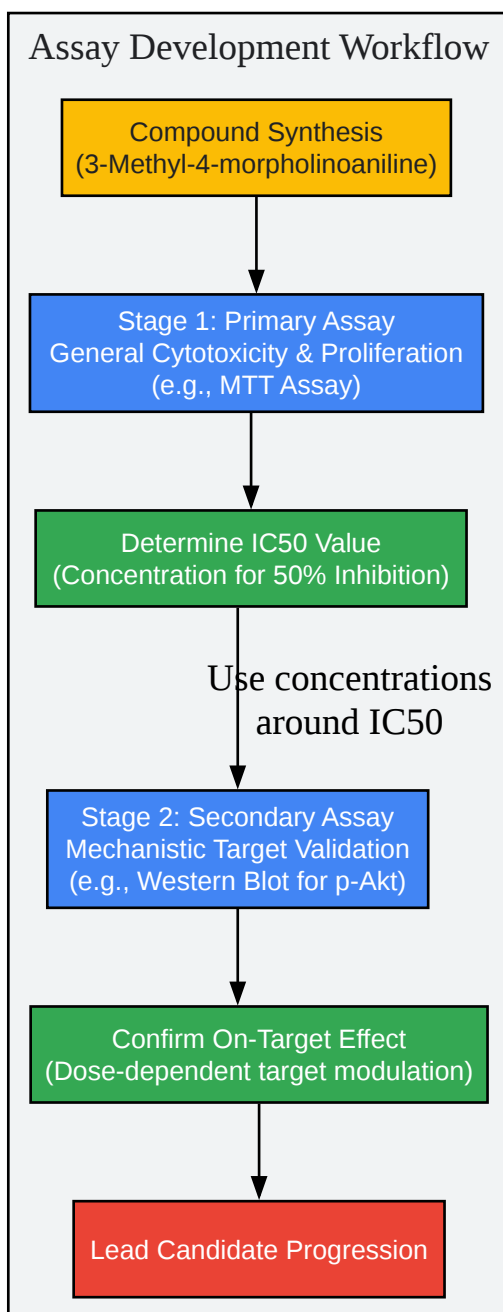 Assay Development Workflow
Compound Synthesis
(3-Methyl-4-morpholinoaniline)
Stage 1: Primary Assay
General Cytotoxicity & Proliferation
(e.g., MTT Assay)
Determine IC50 Value
(Concentration for 50% Inhibition)
Use concentrations
around IC50
Stage 2: Secondary Assay
Mechanistic Target Validation
(e.g., Western Blot for p-Akt)
Confirm On-Target Effect
(Dose-dependent target modulation)
Lead Candidate Progression